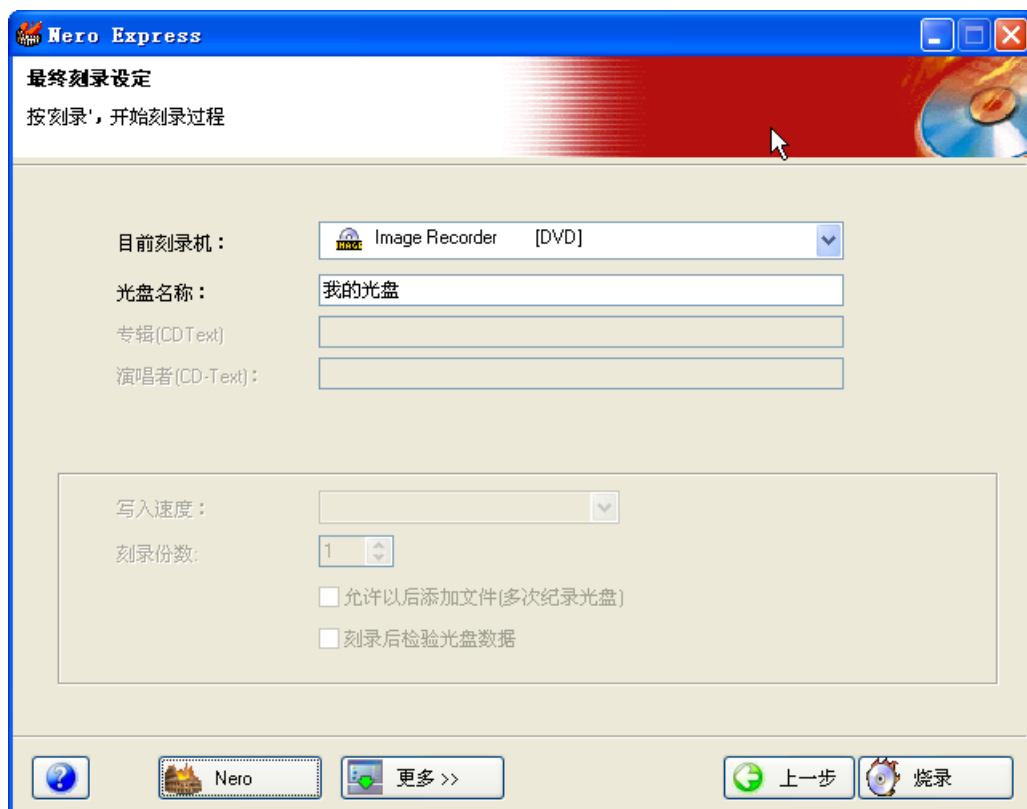 Nero Express
最终刻录设定
按'刻录', 开始刻录过程
目前刻录机：
IMAGE Image Recorder [DVD]
光盘名称：
我的光盘
专辑(CDText)
演唱者(CD-Text)：
写入速度：
刻录份数: 1
允许以后添加文件(多次纪录光盘)
刻录后检验光盘数据
? Nero 更多 >> 上一步 烧录